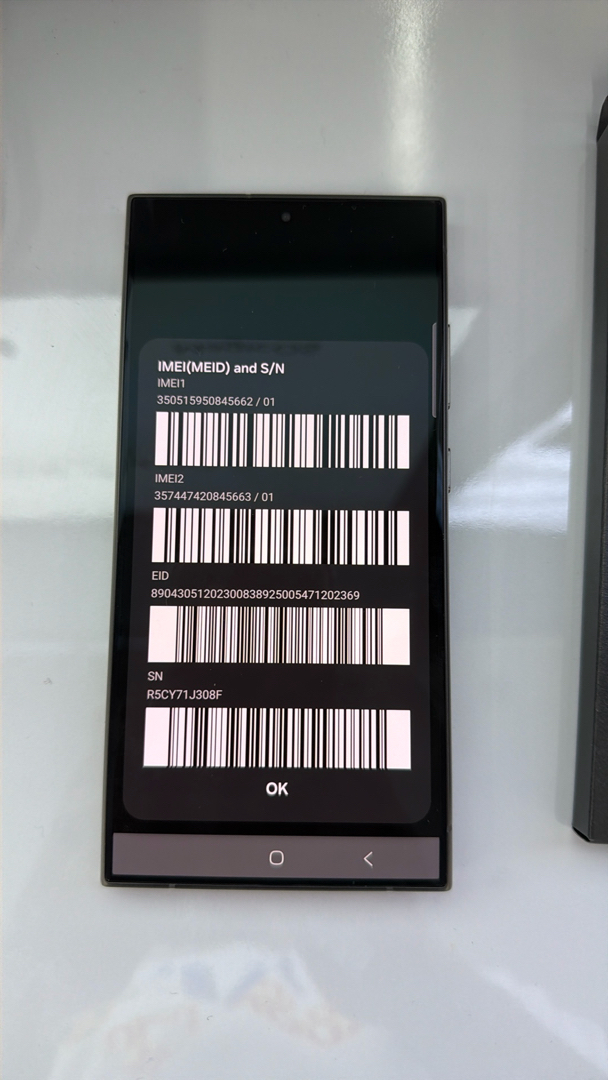 IMEI(MEID) and S/N
IMEI1
350515950845662 / 01
IMEI2
357447420845663 / 01
EID
89043051202300838925005471202369
SN
R5CY71J308F
OK